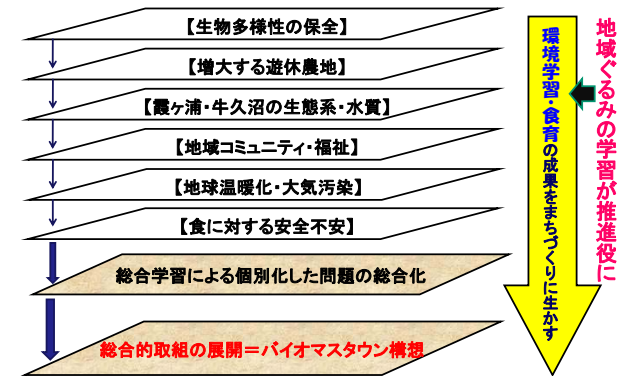 【生物多様性の保全】
【増大する遊休農地】
【霞ヶ浦・牛久沼の生態系・水質】
【地域コミュニティ・福祉】
【地球温暖化・大気汚染】
【食に対する安全不安】
総合学習による個別化した問題の総合化
総合的取組の展開=バイオマスタウン構想
環境学習・食育の成果をまちづくりに生かす
地域ぐるみの学習が推進役に